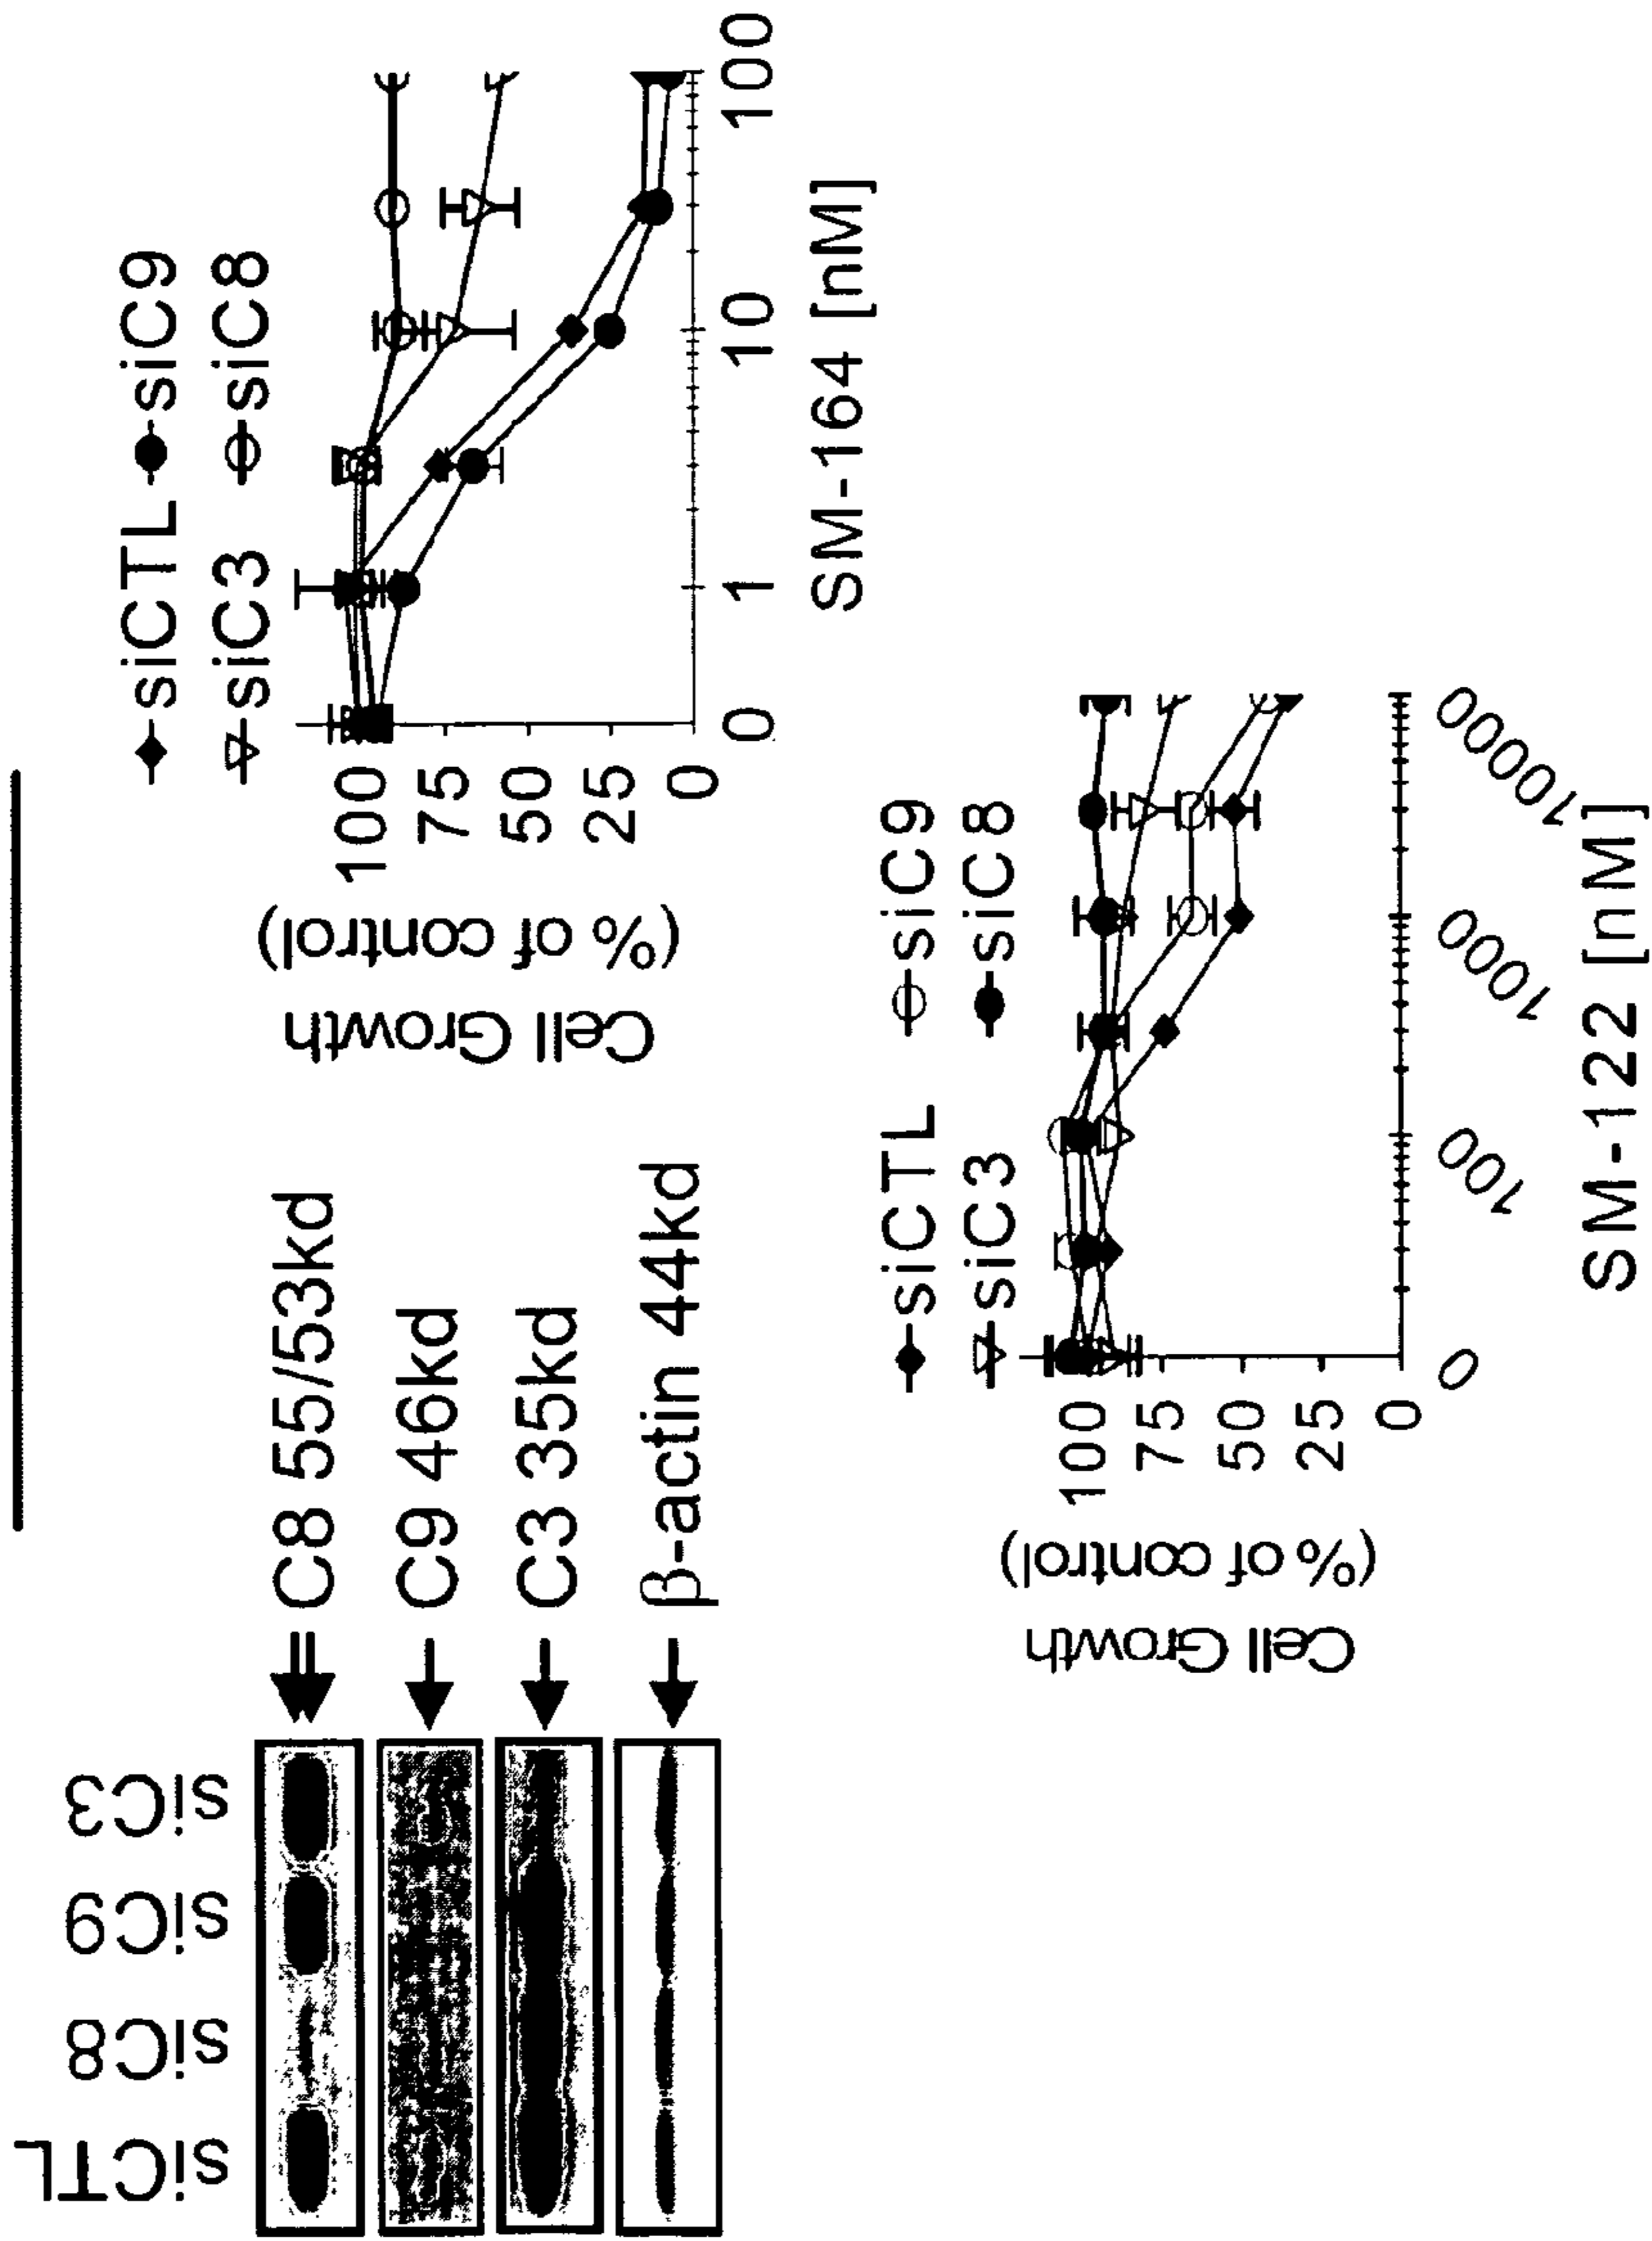 siCTL siC8 siC9 siC3
C8 55//53kd
C9 46kd
C3 35kd
β-actin 44kd
siCTL siC9
siC3 siC8
Cell Growth
(% of control)
100
75
50
25
0
0 1 10 100
SM-164 [nM]
siCTL siC9
siC3 siC8
Cell Growth
(% of control)
100
75
50
25
0
0 100 1000 10000
SM-122 [nM]